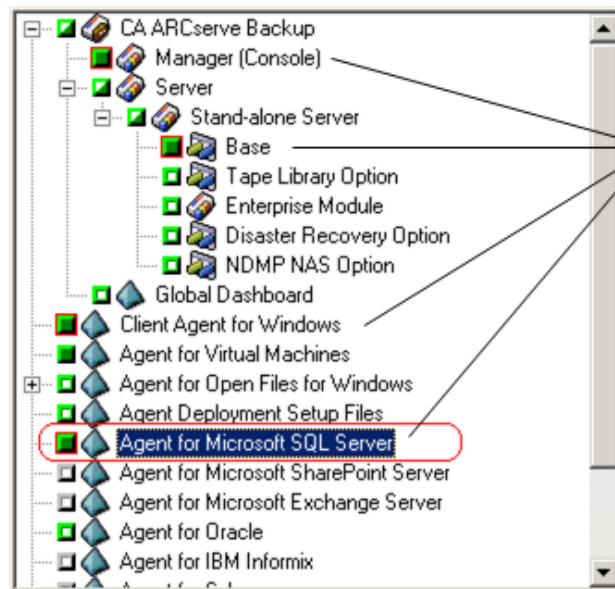 CA ARCserve Backup
Manager (Console)
Server
Stand-alone Server
Base
Tape Library Option
Enterprise Module
Disaster Recovery Option
NDMP NAS Option
Global Dashboard
Client Agent for Windows
Agent for Virtual Machines
Agent for Open Files for Windows
Agent Deployment Setup Files
Agent for Microsoft SQL Server
Agent for Microsoft SharePoint Server
Agent for Microsoft Exchange Server
Agent for Oracle
Agent for IBM Informix